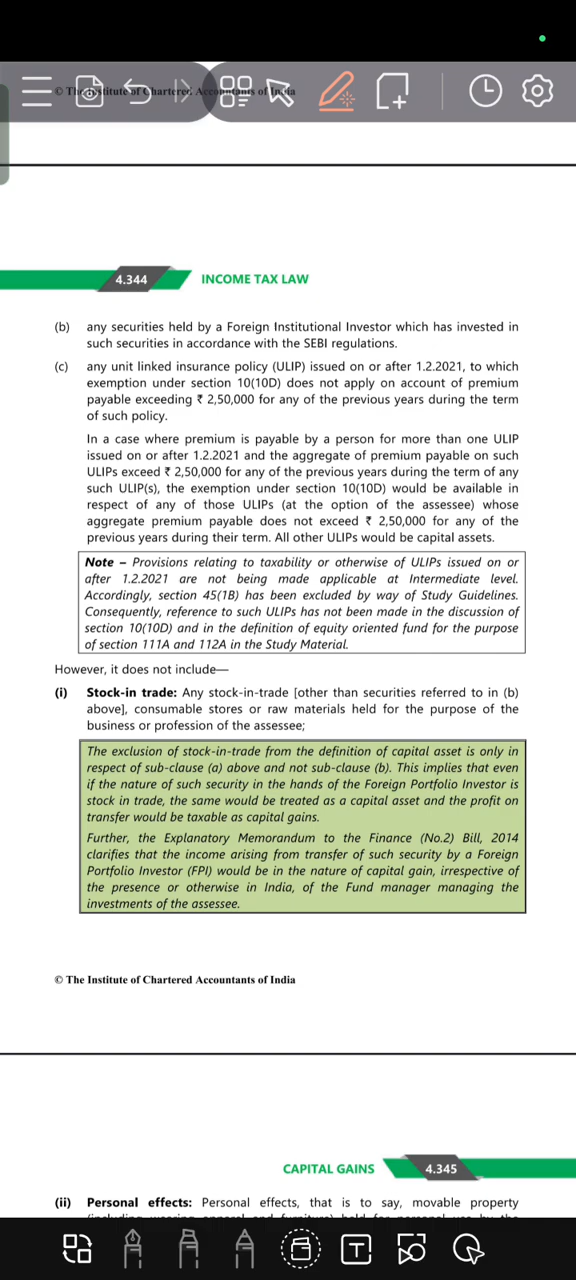 © The Institute of Chartered Accountants of India
4.344
INCOME TAX LAW
(b) any securities held by a Foreign Institutional Investor which has invested in
such securities in accordance with the SEBI regulations.
(c) any unit linked insurance policy (ULIP) issued on or after 1.2.2021, to which
exemption under section 10(10D) does not apply on account of premium
payable exceeding ₹ 2,50,000 for any of the previous years during the term
of such policy.
In a case where premium is payable by a person for more than one ULIP
issued on or after 1.2.2021 and the aggregate of premium payable on such
ULIPs exceed ₹ 2,50,000 for any of the previous years during the term of any
such ULIP(s), the exemption under section 10(10D) would be available in
respect of any of those ULIPs (at the option of the assessee) whose
aggregate premium payable does not exceed ₹ 2,50,000 for any of the
previous years during their term. All other ULIPs would be capital assets.
Note – Provisions relating to taxability or otherwise of ULIPs issued on or
after 1.2.2021 are not being made applicable at Intermediate level.
Accordingly, section 45(1B) has been excluded by way of Study Guidelines.
Consequently, reference to such ULIPs has not been made in the discussion of
section 10(10D) and in the definition of equity oriented fund for the purpose
of section 111A and 112A in the Study Material.
However, it does not include—
(i) Stock-in trade: Any stock-in-trade [other than securities referred to in (b)
above], consumable stores or raw materials held for the purpose of the
business or profession of the assessee;
The exclusion of stock-in-trade from the definition of capital asset is only in
respect of sub-clause (a) above and not sub-clause (b). This implies that even
if the nature of such security in the hands of the Foreign Portfolio Investor is
stock in trade, the same would be treated as a capital asset and the profit on
transfer would be taxable as capital gains.
Further, the Explanatory Memorandum to the Finance (No.2) Bill, 2014
clarifies that the income arising from transfer of such security by a Foreign
Portfolio Investor (FPI) would be in the nature of capital gain, irrespective of
the presence or otherwise in India, of the Fund manager managing the
investments of the assessee.
© The Institute of Chartered Accountants of India
CAPITAL GAINS
4.345
(ii) Personal effects: Personal effects, that is to say, movable property
T